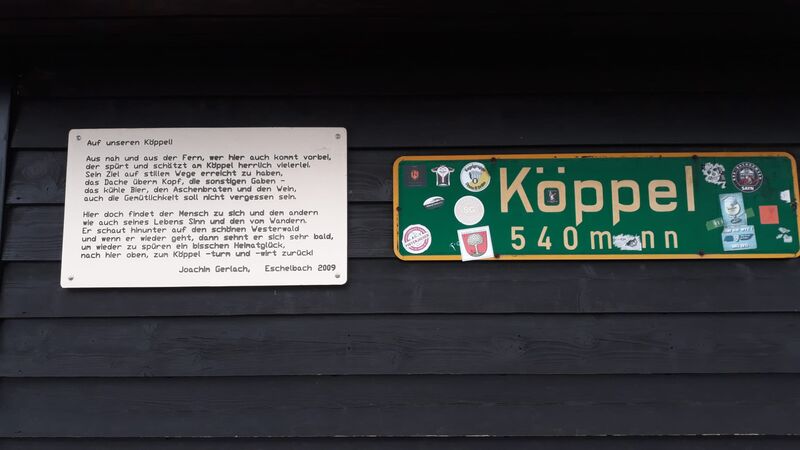 Auf unseren Köppel!
Aus nah und aus der Fern, wer hier auch kommt vorbei,
der spürt und schätzt am Köppel herrlich vielerlei.
Sein Ziel auf stillem Wege erreicht zu haben,
das Dache überm Kopf, die sonstigen Gaben -
das kühle Bier, den Aschenbraten und den Wein,
auch die Gemütlichkeit soll nicht vergessen sein.
Hier doch findet der Mensch zu sich und den andern
wie auch seines Lebens Sinn und den vom Wandern.
Er schaut hinunter auf den schönen Westerwald
und wenn er wieder geht, dann sehnt er sich sehr bald,
um wieder zu spüren ein bisschen Heimatglück,
nach hier oben, zum Köppel -turm und -wirt zurück!
Joachim Gerlach, Eschelbach 2009
Köppel
540m nn
SAYN